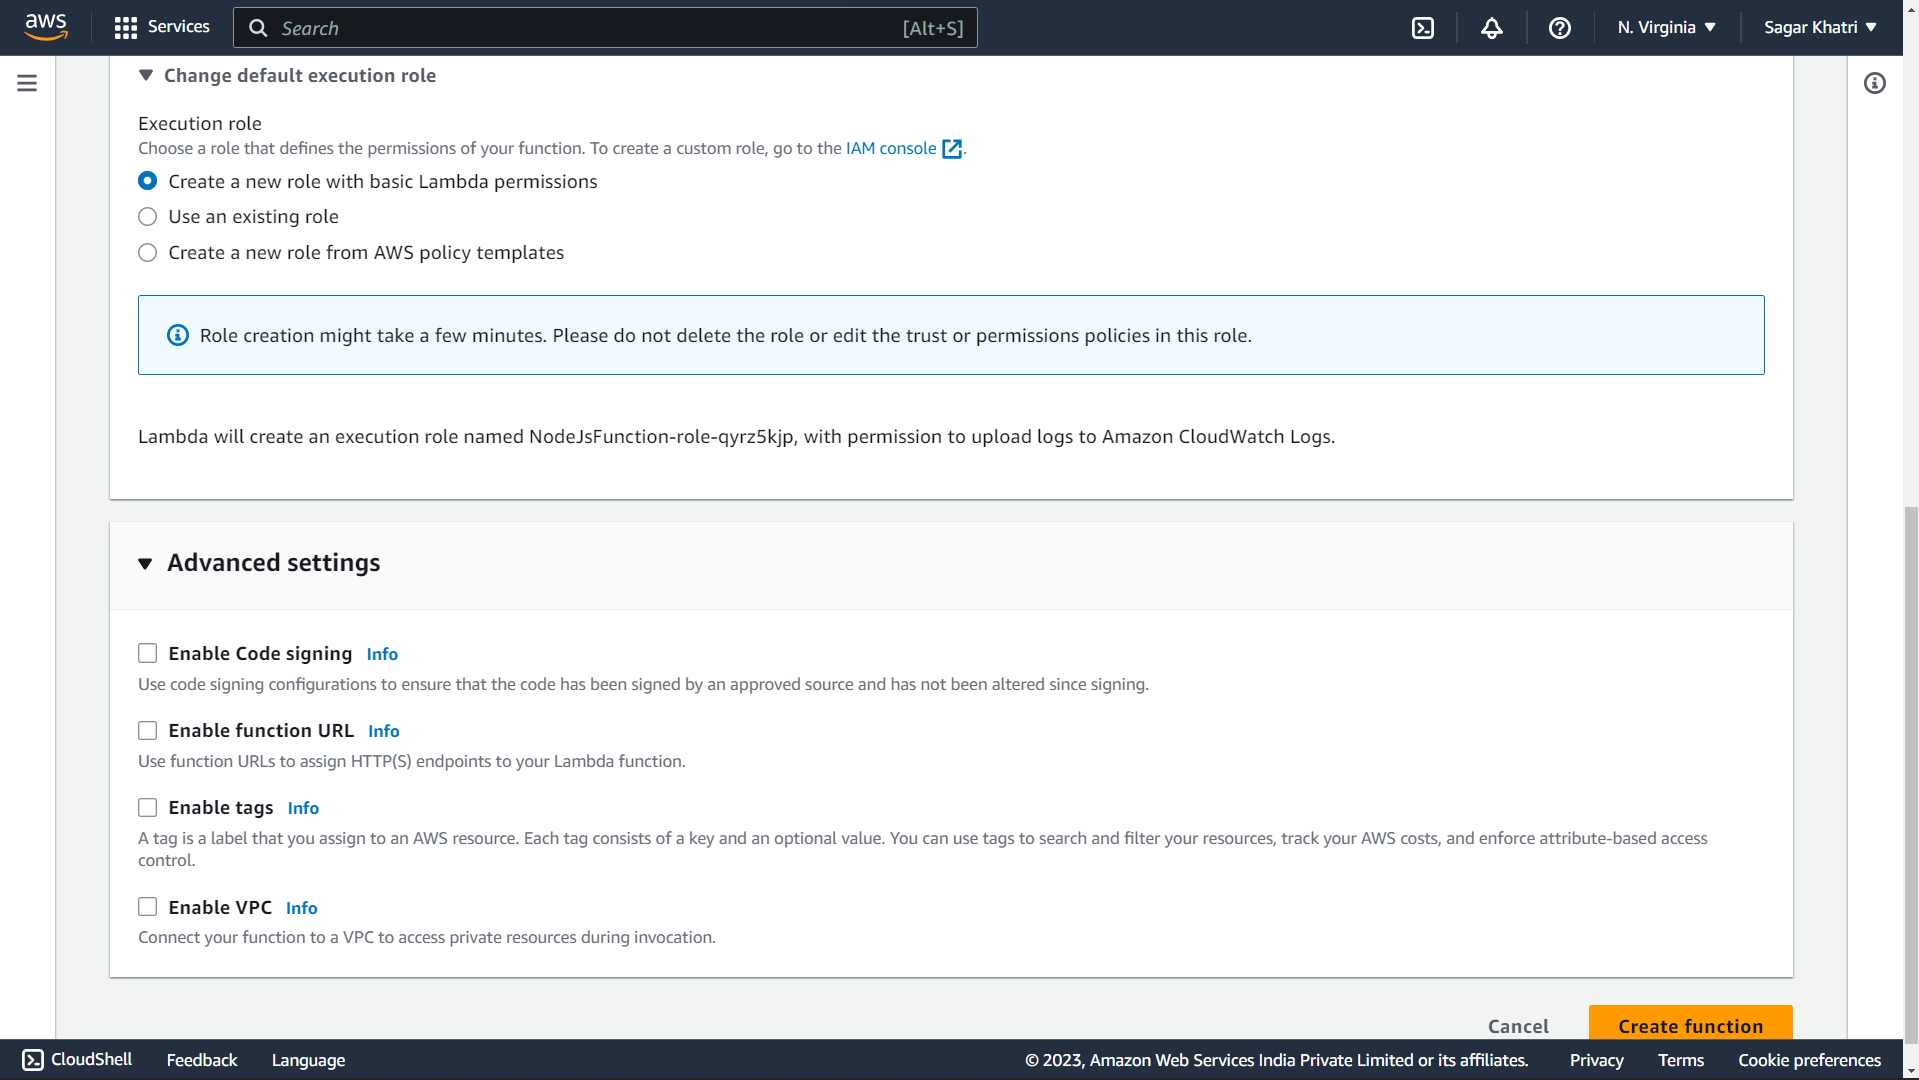 aws
Services
Search
[Alt+S]
N. Virginia
Sagar Khatri
Change default execution role
Execution role
Choose a role that defines the permissions of your function. To create a custom role, go to the IAM console.
Create a new role with basic Lambda permissions
Use an existing role
Create a new role from AWS policy templates
Role creation might take a few minutes. Please do not delete the role or edit the trust or permissions policies in this role.
Lambda will create an execution role named NodeJsFunction-role-qyrz5kjp, with permission to upload logs to Amazon CloudWatch Logs.
Advanced settings
Enable Code signing Info
Use code signing configurations to ensure that the code has been signed by an approved source and has not been altered since signing.
Enable function URL Info
Use function URLs to assign HTTP(S) endpoints to your Lambda function.
Enable tags Info
A tag is a label that you assign to an AWS resource. Each tag consists of a key and an optional value. You can use tags to search and filter your resources, track your AWS costs, and enforce attribute-based access
control.
Enable VPC Info
Connect your function to a VPC to access private resources during invocation.
Cancel
Create function
CloudShell
Feedback
Language
© 2023, Amazon Web Services India Private Limited or its affiliates.
Privacy
Terms
Cookie preferences